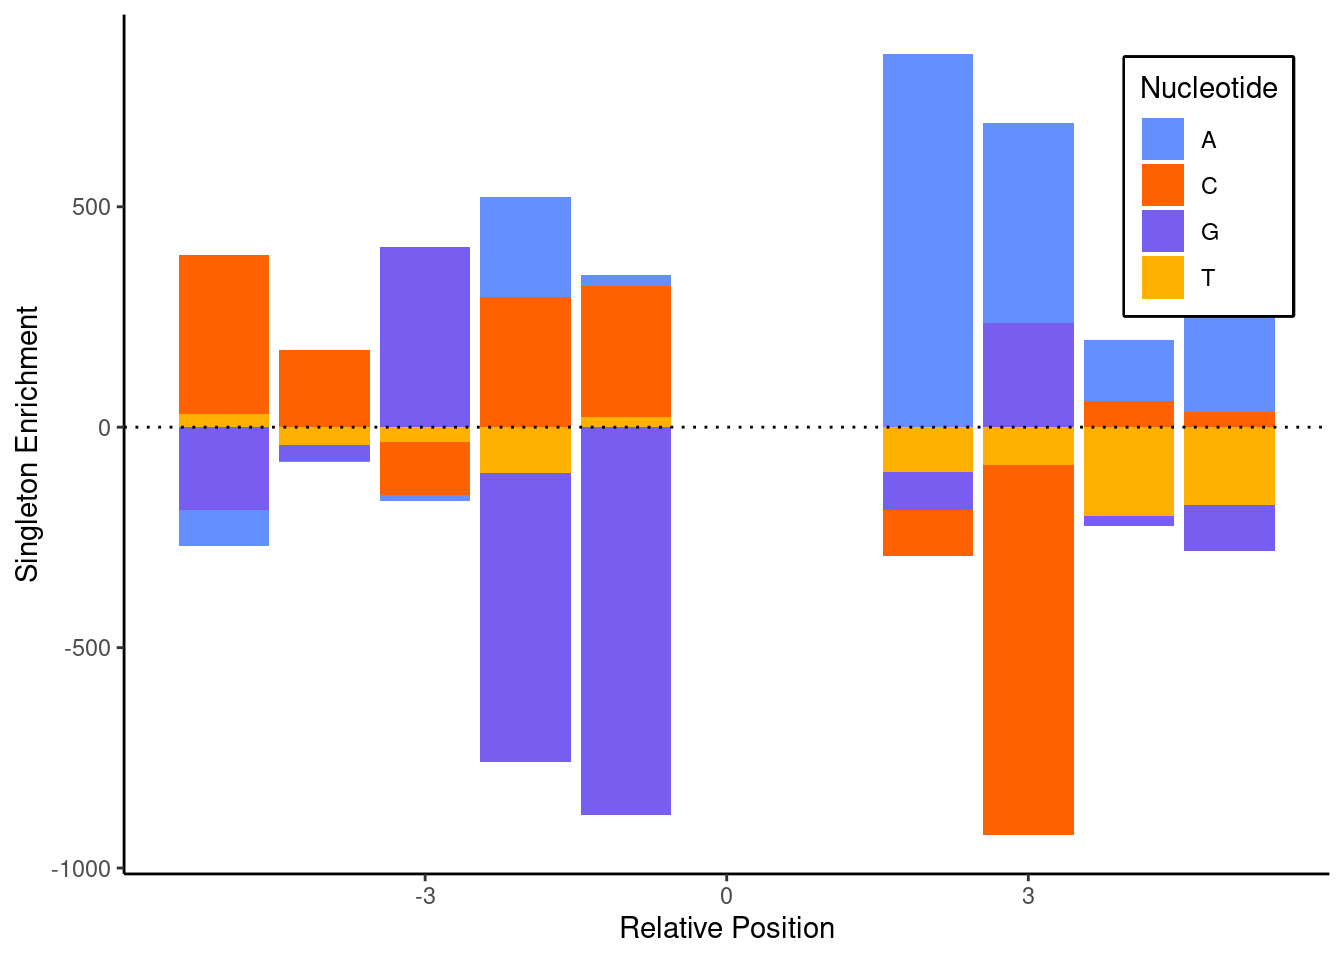 Nucleotide
A
C
G
T
Singleton Enrichment
500
0
-500
-1000
-3
0
3
Relative Position